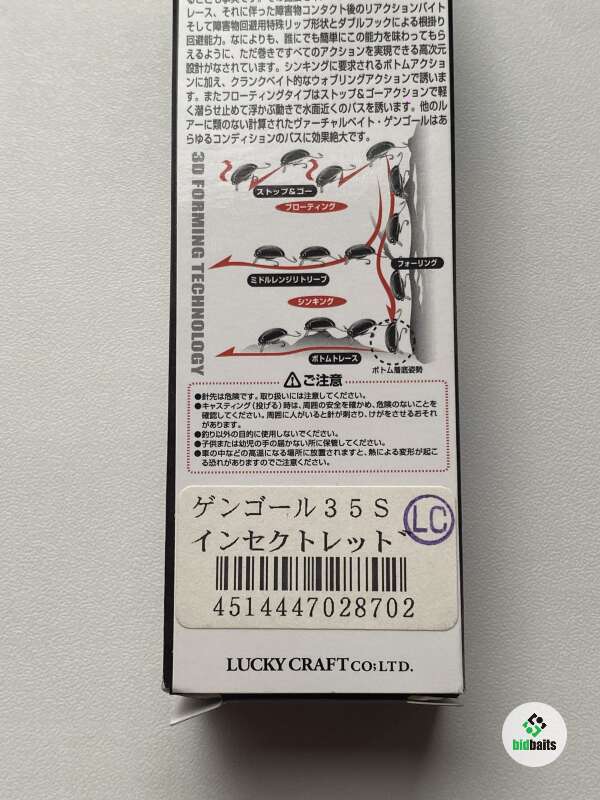 レース、それに伴った障害物コンタクト後のリアクションバイト
そして障害物回避用特殊リップ形状とダブルフックによる根掛り
回避能力。なによりも、誰にでも簡単にこの能力を味わってもら
えるように、ただ巻きですべてのアクションを実現できる高次元
設計がなされています。シンキングに要求されるボトムアクショ
ンに加え、クランクベイト的なウォブリングアクションで誘いま
す。またフローティングタイプはストップ&ゴーアクションで軽
く潜らせ止めて浮かぶ動きで水面近くのバスを誘います。他のル
アーに類のない計算されたヴァーチャルベイト・ゲンゴールはあ
らゆるコンディションのバスに効果絶大です。
3D FORMING TECHNOLOGY
ストップ&ゴー
フローティング
フォーリング
ミドルレンジリトリーブ
シンキング
ボトムトレース
ボトム着底姿勢
ご注意
●針先は危険です。取り扱いには注意してください。
●キャスティング(投げる)時は、周囲の安全を確かめ、危険のないことを
確認してください。周囲に人がいると針が刺さり、けがをさせるおそれ
があります。
●釣り以外の目的に使用しないでください。
●子供または幼児の手の届かない所に保管してください。
●車の中などの高温になる場所に放置されますと、熱による変形が起こ
る恐れがありますのでご注意ください。
ゲンゴール35S
LC
インセクトレッド
4514447028702
LUCKY CRAFT CO;LTD.
bidbaits